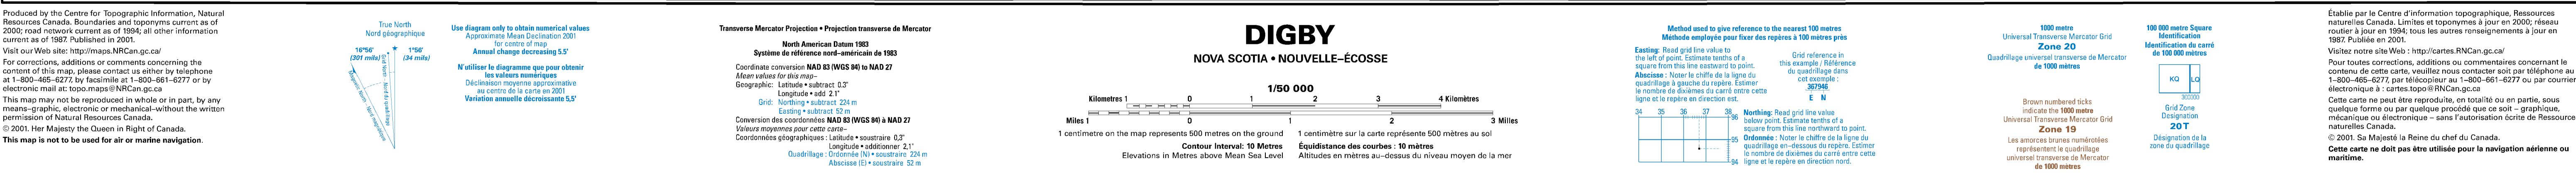 Produced by the Centre for Topographic Information, Natural
Resources Canada. Boundaries and toponyms current as of
2000; road network current as of 1994; all other information
current as of 1987. Published in 2001.
Visit our Web site: http://maps.NRCan.gc.ca/
For corrections, additions or comments concerning the
content of this map, please contact us either by telephone
at 1-800-465-6277, by facsimile at 1-800-661-6277 or by
electronic mail at: topo.maps@NRCan.gc.ca
This map may not be reproduced in whole or in part, by any
means-graphic, electronic or mechanical-without the written
permission of Natural Resources Canada.
© 2001. Her Majesty the Queen in Right of Canada.
This map is not to be used for air or marine navigation.
True North
Nord géographique
16°56'
(301 mils)
1°56'
(34 mils)
Magnetic North - Nord magnétique
Grid North
Nord du quadrillage
Use diagram only to obtain numerical values
Approximate Mean Declination 2001
for centre of map
Annual change decreasing 5.5'
N'utiliser le diagramme que pour obtenir
les valeurs numériques
Déclinaison moyenne approximative
au centre de la carte en 2001
Variation annuelle décroissante 5,5'
Transverse Mercator Projection • Projection transverse de Mercator
North American Datum 1983
Système de référence nord-américain de 1983
Coordinate conversion NAD 83 (WGS 84) to NAD 27
Mean values for this map-
Geographic: Latitude • subtract 0.3"
Longitude • add 2.1"
Grid: Northing • subtract 224 m
Easting • subtract 52 m
Conversion des coordonnées NAD 83 (WGS 84) à NAD 27
Valeurs moyennes pour cette carte-
Coordonnées géographiques : Latitude • soustraire 0,3"
Longitude • additionner 2,1"
Quadrillage : Ordonnée (N) • soustraire 224 m
Abscisse (E) • soustraire 52 m
DIGBY
NOVA SCOTIA • NOUVELLE-ÉCOSSE
1/50 000
Kilometres 1 0 1 2 3 4 Kilomètres
Miles 1 0 1 2 3 Milles
1 centimetre on the map represents 500 metres on the ground
1 centimètre sur la carte représente 500 mètres au sol
Contour Interval: 10 Metres
Équidistance des courbes : 10 mètres
Elevations in Metres above Mean Sea Level
Altitudes en mètres au-dessus du niveau moyen de la mer
Method used to give reference to the nearest 100 metres
Méthode employée pour fixer des repères à 100 mètres près
Easting: Read grid line value to
the left of point. Estimate tenths of a
square from this line eastward to point.
Abscisse : Noter le chiffre de la ligne du
quadrillage à gauche du repère. Estimer
le nombre de dixièmes du carré entre cette
ligne et le repère en direction est.
Grid reference in
this example / Référence
du quadrillage dans
cet exemple :
367946
E N
34 35 36 37 38
96
95
94
Northing: Read grid line value
below point. Estimate tenths of a
square from this line northward to point.
Ordonnée : Noter le chiffre de la ligne du
quadrillage en-dessous du repère. Estimer
le nombre de dixièmes du carré entre cette
ligne et le repère en direction nord.
1000 metre
Universal Transverse Mercator Grid
Zone 20
Quadrillage universel transverse de Mercator
de 1000 mètres
Brown numbered ticks
indicate the 1000 metre
Universal Transverse Mercator Grid
Zone 19
Les amorces brunes numérotées
représentent le quadrillage
universel transverse de Mercator
de 1000 mètres
100 000 metre Square
Identification
Identification du carré
de 100 000 mètres
KQ LQ
300000
Grid Zone
Designation
20T
Désignation de la
zone du quadrillage
Établie par le Centre d'information topographique, Ressources
naturelles Canada. Limites et toponymes à jour en 2000; réseau
routier à jour en 1994; tous les autres renseignements à jour en
1987. Publiée en 2001.
Visitez notre site Web : http://cartes.NRCan.gc.ca/
Pour toutes corrections, additions ou commentaires concernant le
contenu de cette carte, veuillez nous contacter soit par téléphone au
1-800-465-6277, par télécopieur au 1-800-661-6277 ou par courrier
électronique à : cartes.topo@NRCan.gc.ca
Cette carte ne peut être reproduite, en totalité ou en partie, sous
quelque forme ou par quelque procédé que ce soit - graphique,
mécanique ou électronique - sans l'autorisation écrite de Ressource
naturelles Canada.
© 2001. Sa Majesté la Reine du chef du Canada.
Cette carte ne doit pas être utilisée pour la navigation aérienne ou
maritime.